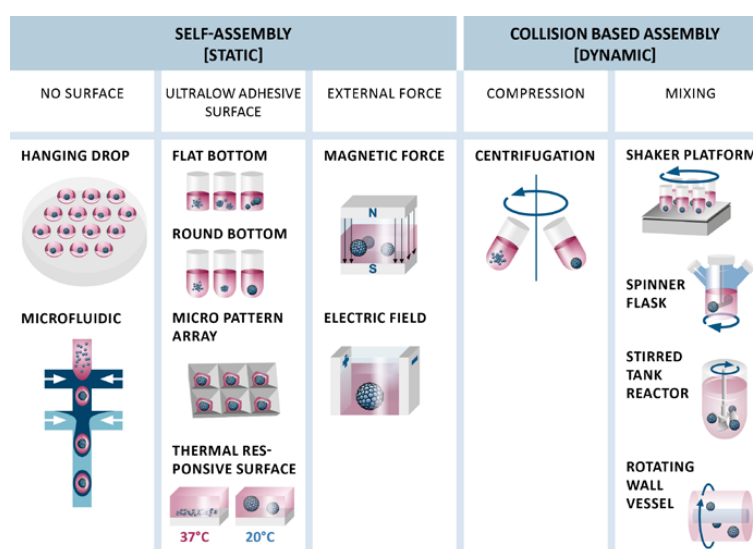 SELF-ASSEMBLY
[STATIC]
COLLISION BASED ASSEMBLY
[DYNAMIC]
NO SURFACE
ULTRALOW ADHESIVE
SURFACE
EXTERNAL FORCE
COMPRESSION
MIXING
HANGING DROP
MICROFLUIDIC
FLAT BOTTOM
ROUND BOTTOM
MICRO PATTERN
ARRAY
THERMAL RES-
PONSIVE SURFACE
37°C
20°C
MAGNETIC FORCE
N
S
ELECTRIC FIELD
CENTRIFUGATION
SHAKER PLATFORM
SPINNER
FLASK
STIRRED
TANK
REACTOR
ROTATING
WALL
VESSEL